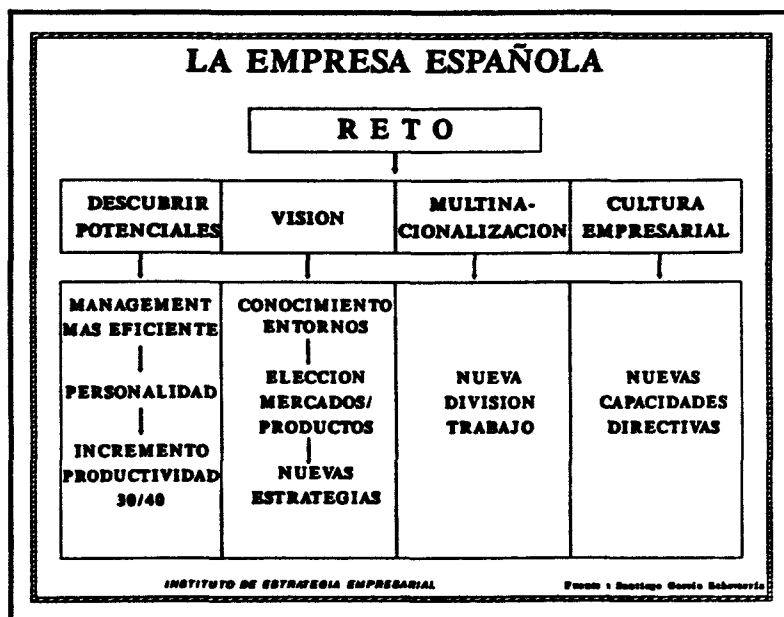 LA EMPRESA ESPAÑOLA
RETO
DESCUBRIR
POTENCIALES
VISION
MULTINA-
CIONALIZACION
CULTURA
EMPRESARIAL
MANAGEMENT
MAS EFICIENTE
PERSONALIDAD
INCREMENTO
PRODUCTIVIDAD
30/40
CONOCIMIENTO
ENTORNOS
ELECCION
MERCADOS/
PRODUCTOS
NUEVAS
ESTRATEGIAS
NUEVA
DIVISION
TRABAJO
NUEVAS
CAPACIDADES
DIRECTIVAS
INSTITUTO DE ESTRATEGIA EMPRESARIAL
Fuente : Santiago García Echevarría